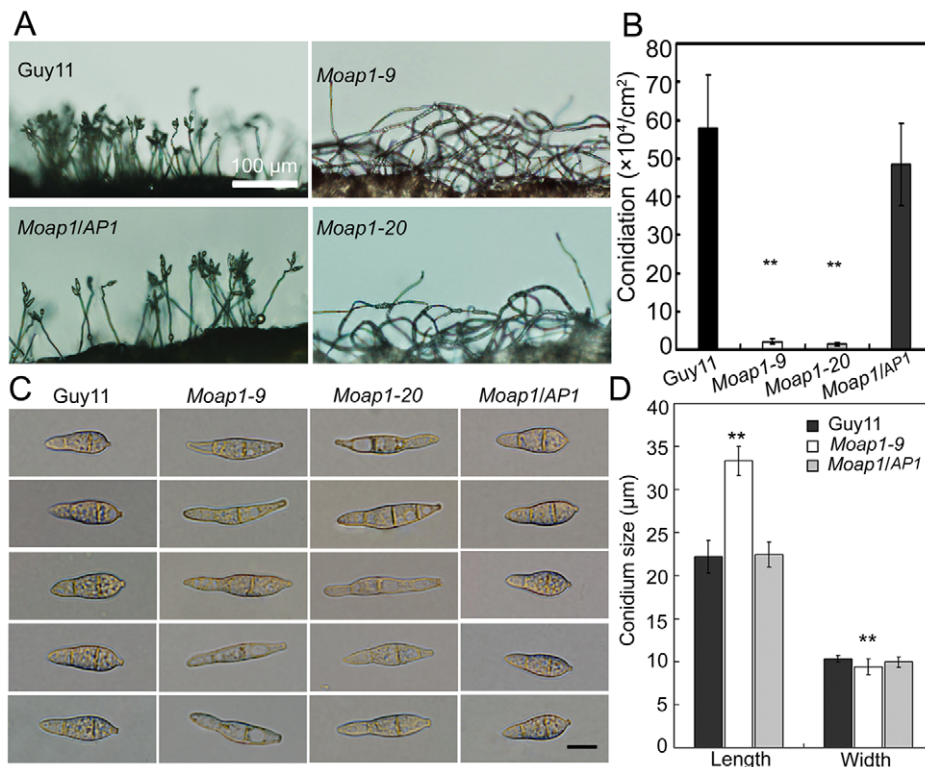 A
Guy11
100 µm
Moap1-9
Moap1/AP1
Moap1-20
B
Conidiation (×10⁴/cm²)
80
70
60
50
40
30
20
10
0
**
**
Guy11
Moap1-9
Moap1-20
Moap1/AP1
C
Guy11
Moap1-9
Moap1-20
Moap1/AP1
D
Conidium size (µm)
40
35
30
25
20
15
10
5
0
Guy11
Moap1-9
Moap1/AP1
**
**
Length
Width